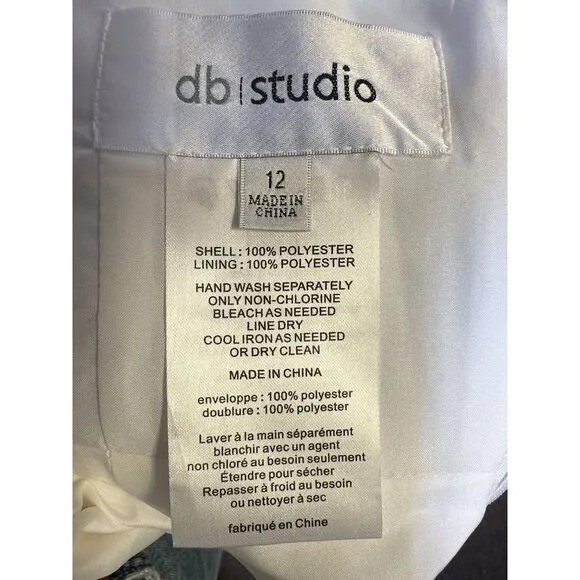 db|studio
12
MADE IN
CHINA
SHELL : 100% POLYESTER
LINING : 100% POLYESTER
HAND WASH SEPARATELY
ONLY NON-CHLORINE
BLEACH AS NEEDED
LINE DRY
COOL IRON AS NEEDED
OR DRY CLEAN
MADE IN CHINA
enveloppe : 100% polyester
doublure : 100% polyester
Laver à la main séparément
blanchir avec un agent
non chloré au besoin seulement
Étendre pour sécher
Repasser à froid au besoin
ou nettoyer à sec
fabriqué en Chine